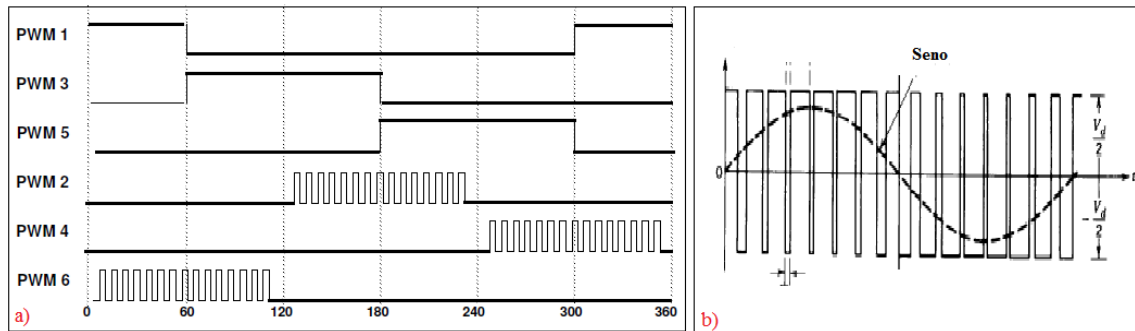 PWM 1
PWM 3
PWM 5
PWM 2
PWM 4
PWM 6
0 60 120 180 240 300 360
a)
Seno
0
V_d
2
V_d
- 2
t
b)